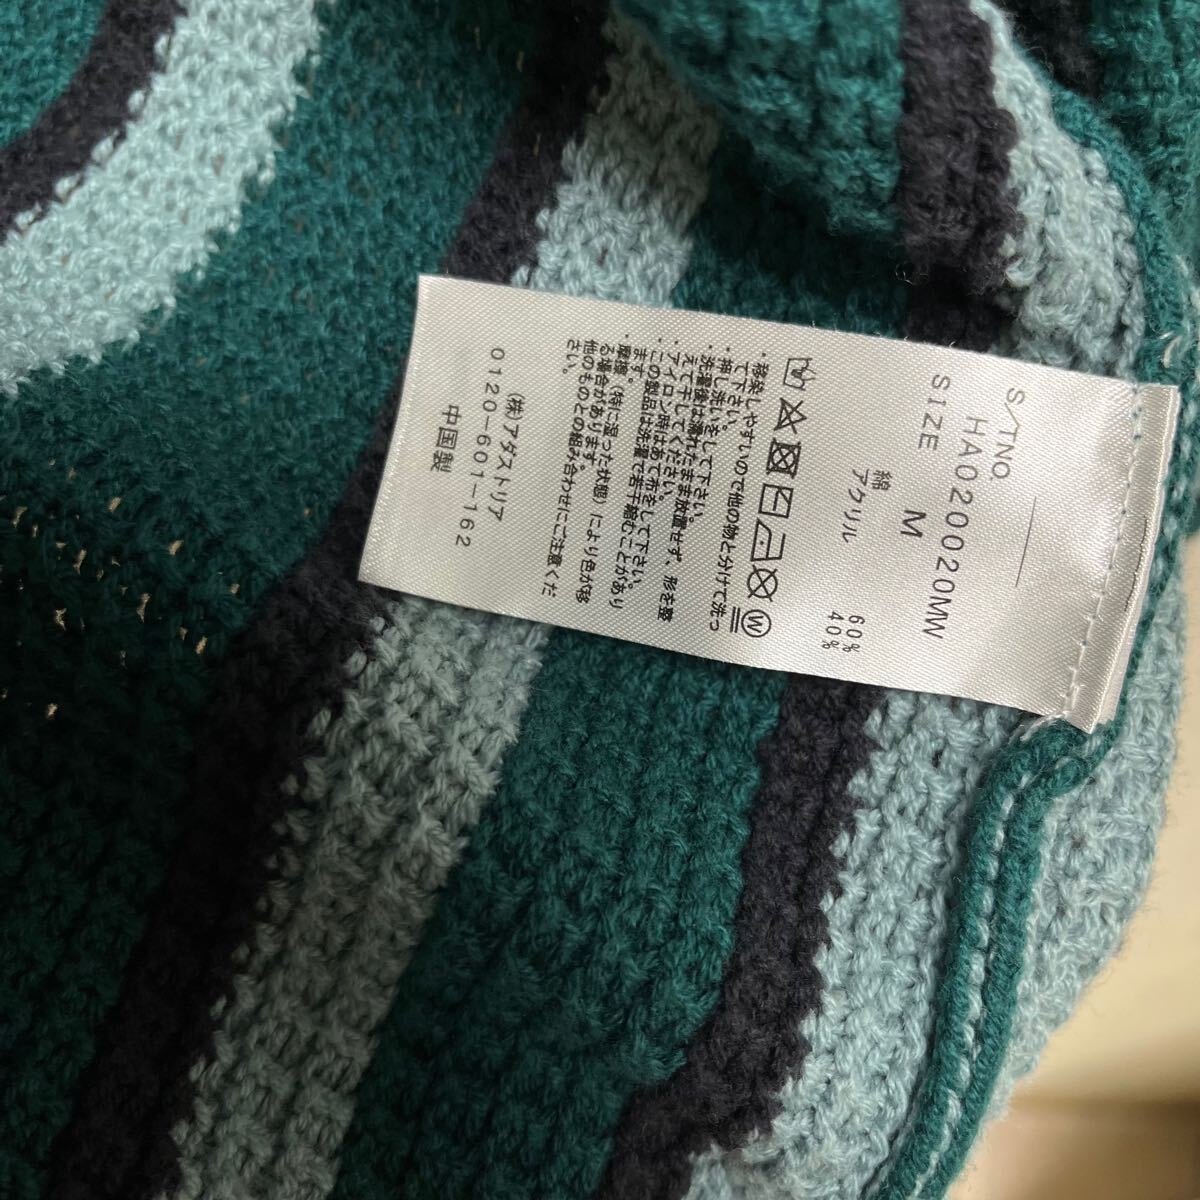 S/TNO.
HA020020MW
SIZE M
綿 60%
アクリル 40%
W
・移染しやすいので他の物と分けて洗っ
て下さい。
・押し洗いをして下さい。
・洗濯後は濡れたまま放置せず、形を整
えて干してください。
・アイロン時はあて布をして下さい。
・この製品は洗濯で若干縮むことがあり
ます。
摩擦（特に湿った状態）により色が移
る場合があります。
他のものとの組み合わせにご注意くだ
さい。
(株)アダストリア
0120-601-162
中国製